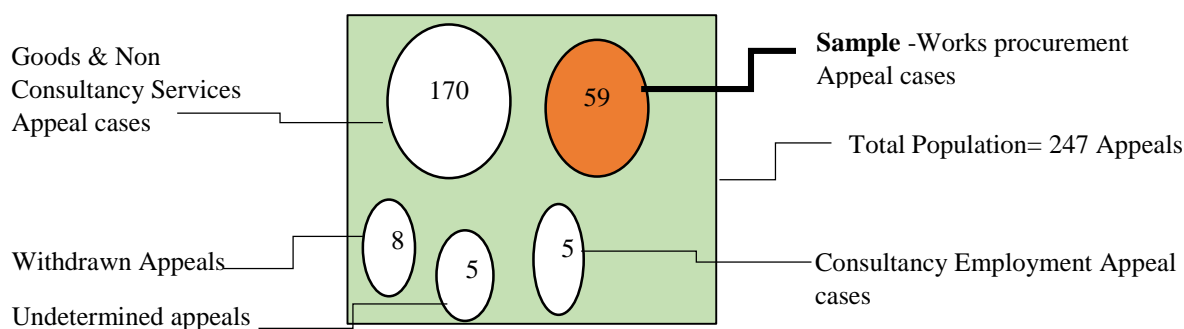 Goods & Non
Consultancy Services
Appeal cases
170
59
Sample -Works procurement
Appeal cases
Total Population= 247 Appeals
Withdrawn Appeals
8
5
5
Consultancy Employment Appeal
cases
Undetermined appeals